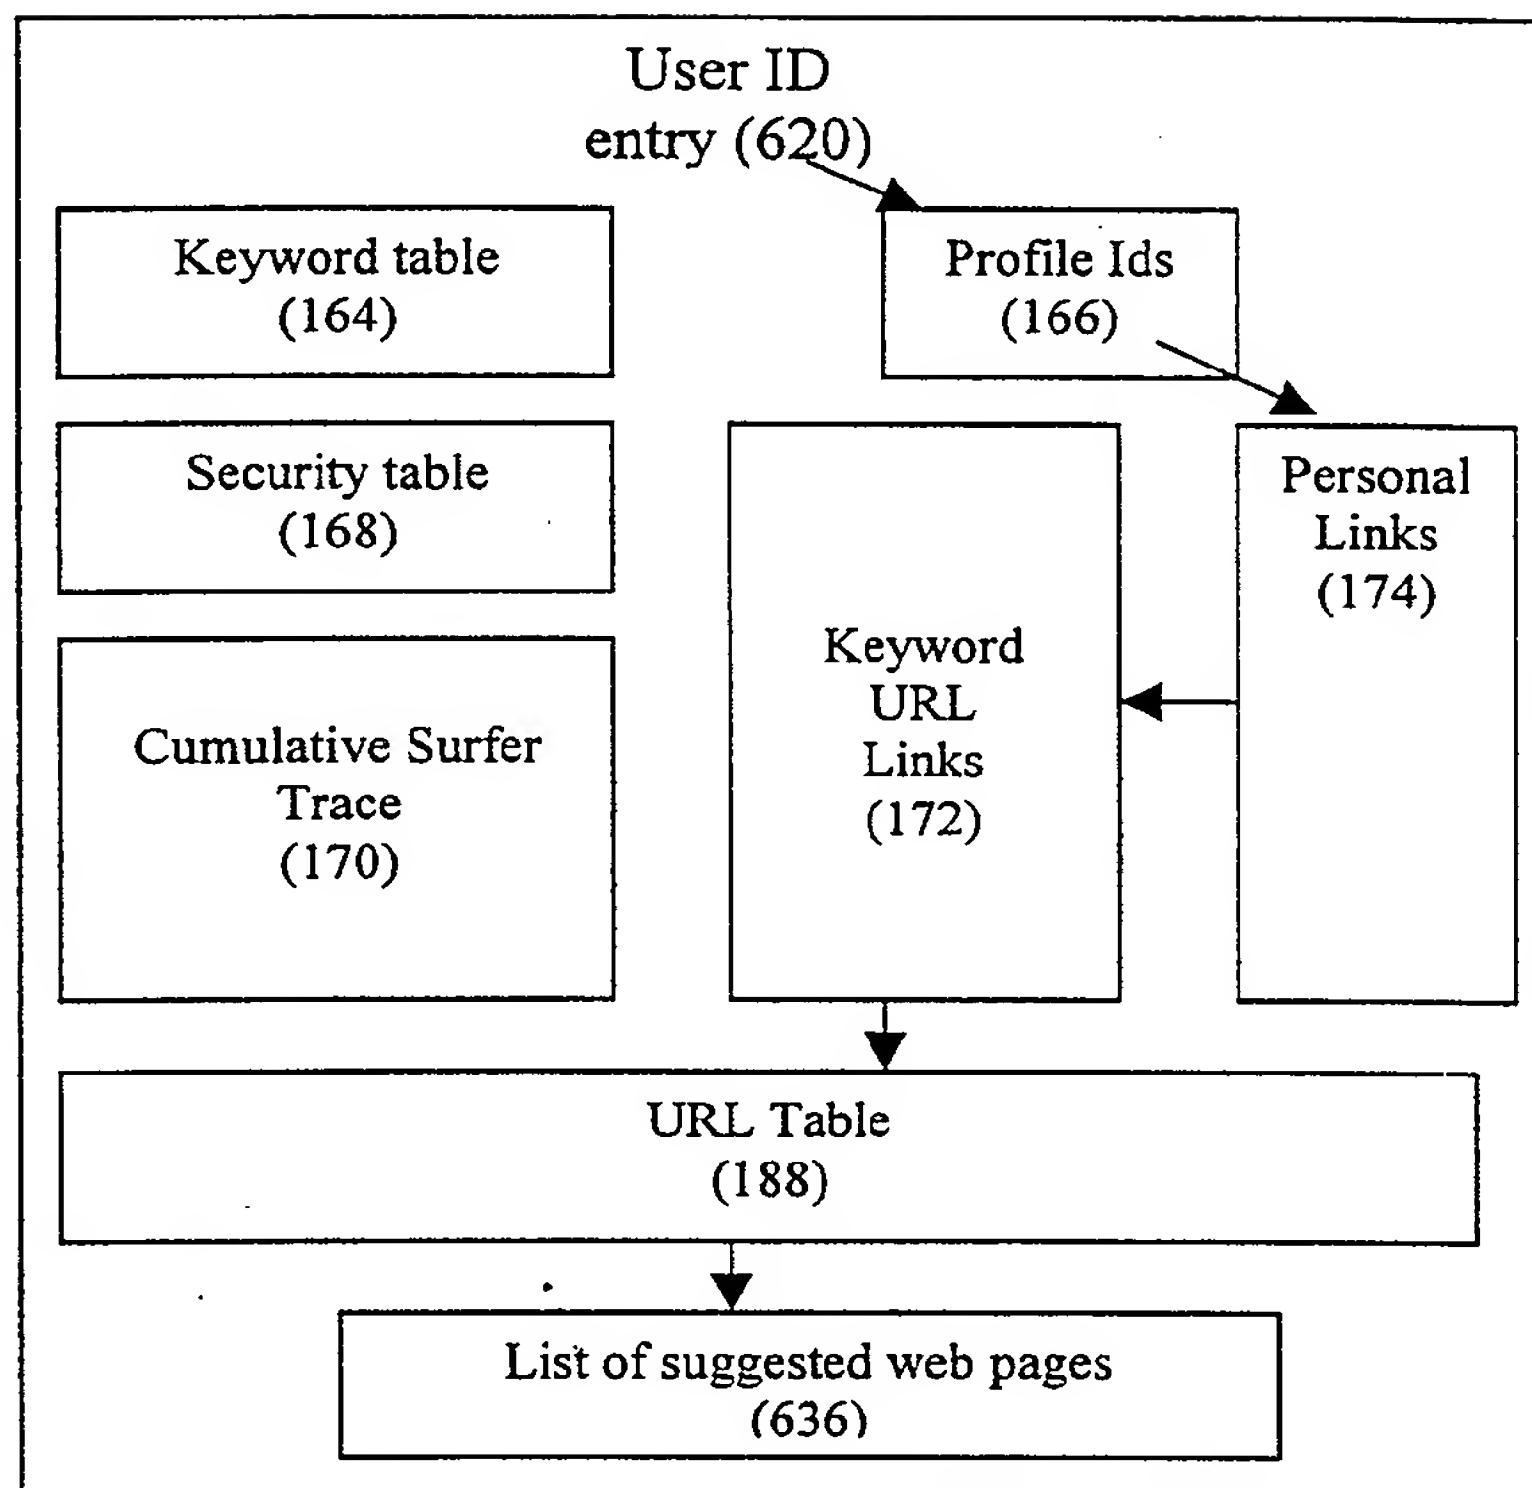 User ID
entry (620)
Keyword table
(164)
Profile Ids
(166)
Security table
(168)
Personal
Links
(174)
Keyword
URL
Links
(172)
Cumulative Surfer
Trace
(170)
URL Table
(188)
List of suggested web pages
(636)